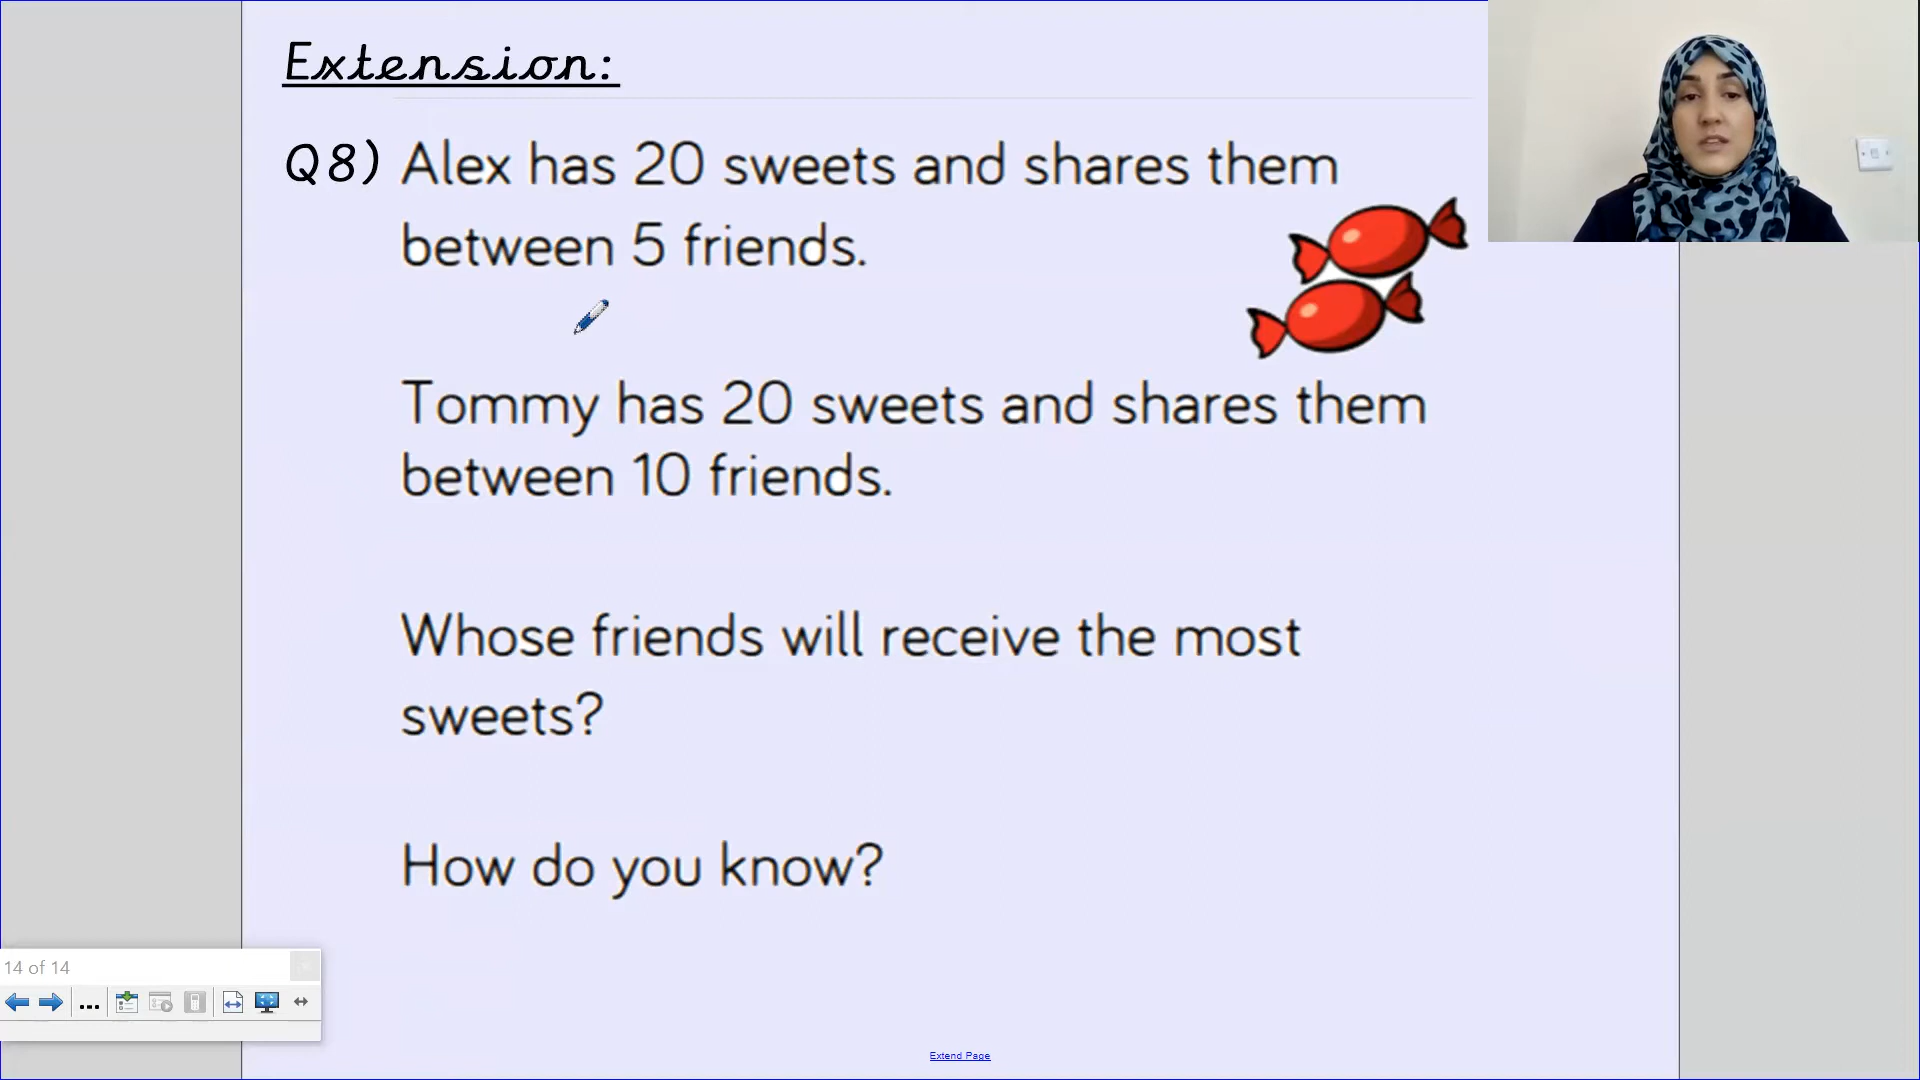 Extension:
Q8) Alex has 20 sweets and shares them
between 5 friends.
Tommy has 20 sweets and shares them
between 10 friends.
Whose friends will receive the most
sweets?
How do you know?
14 of 14
...
Extend Page